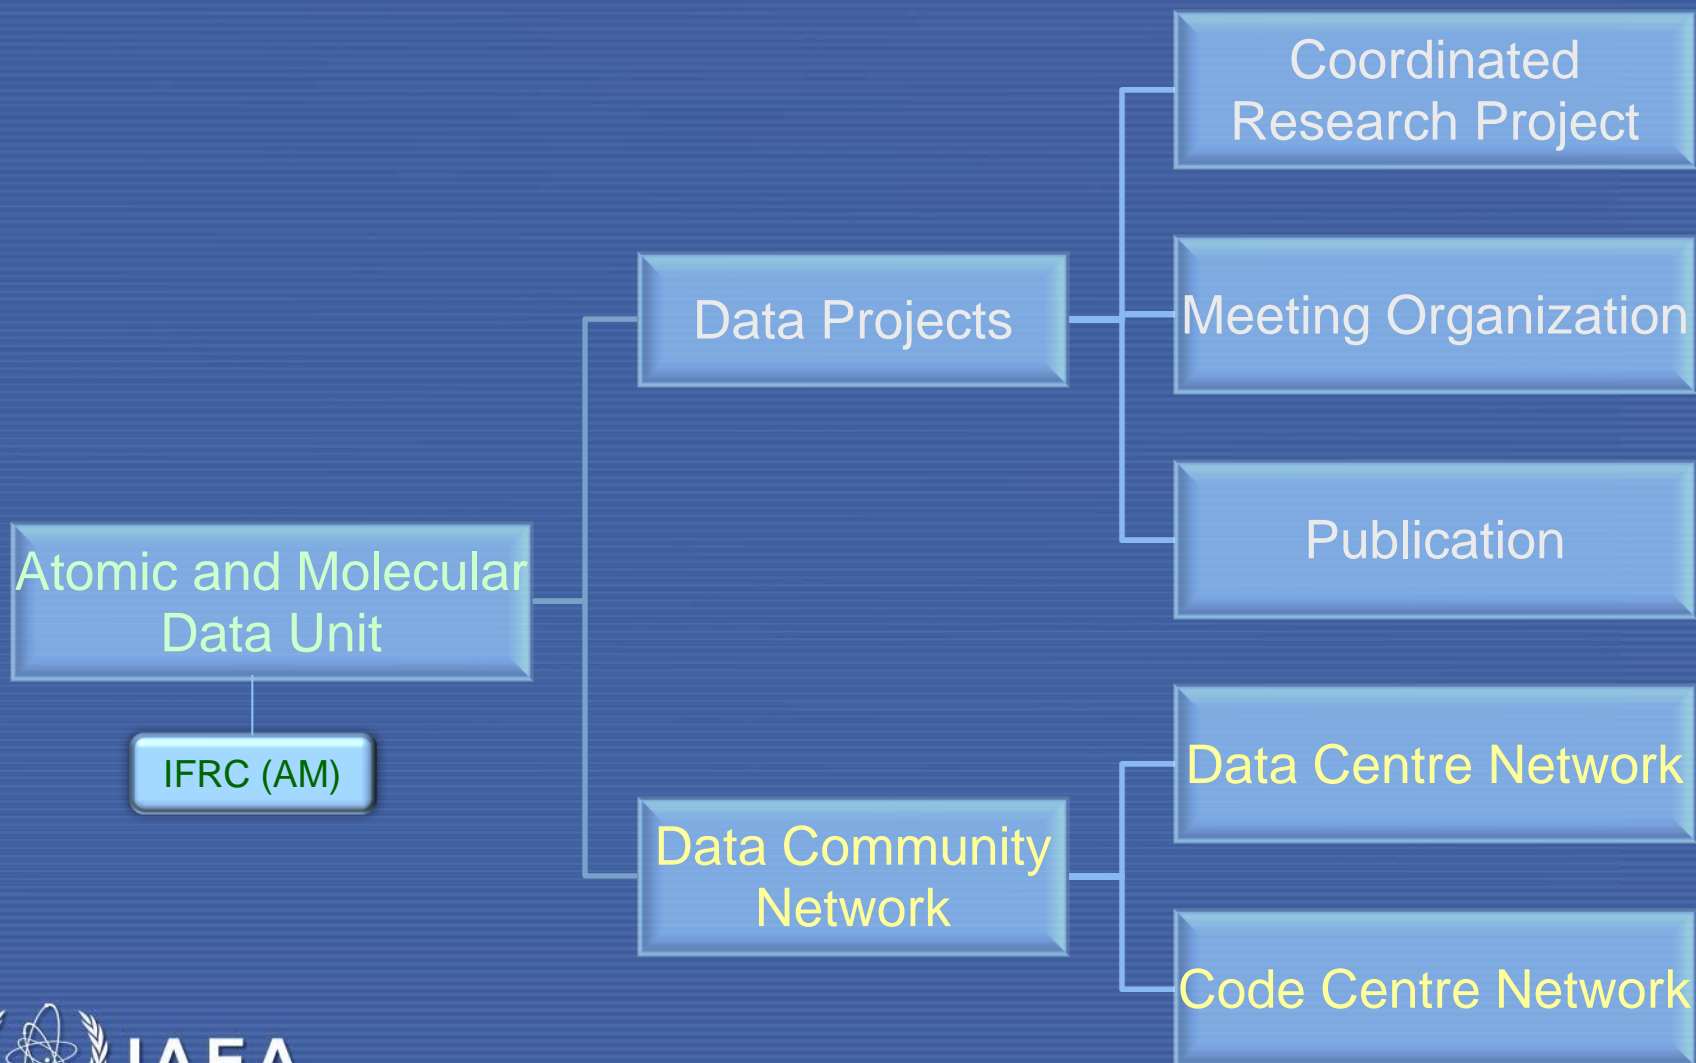 Coordinated
Research Project
Data Projects
Meeting Organization
Publication
Atomic and Molecular
Data Unit
IFRC (AM)
Data Centre Network
Data Community
Network
Code Centre Network
IAEA